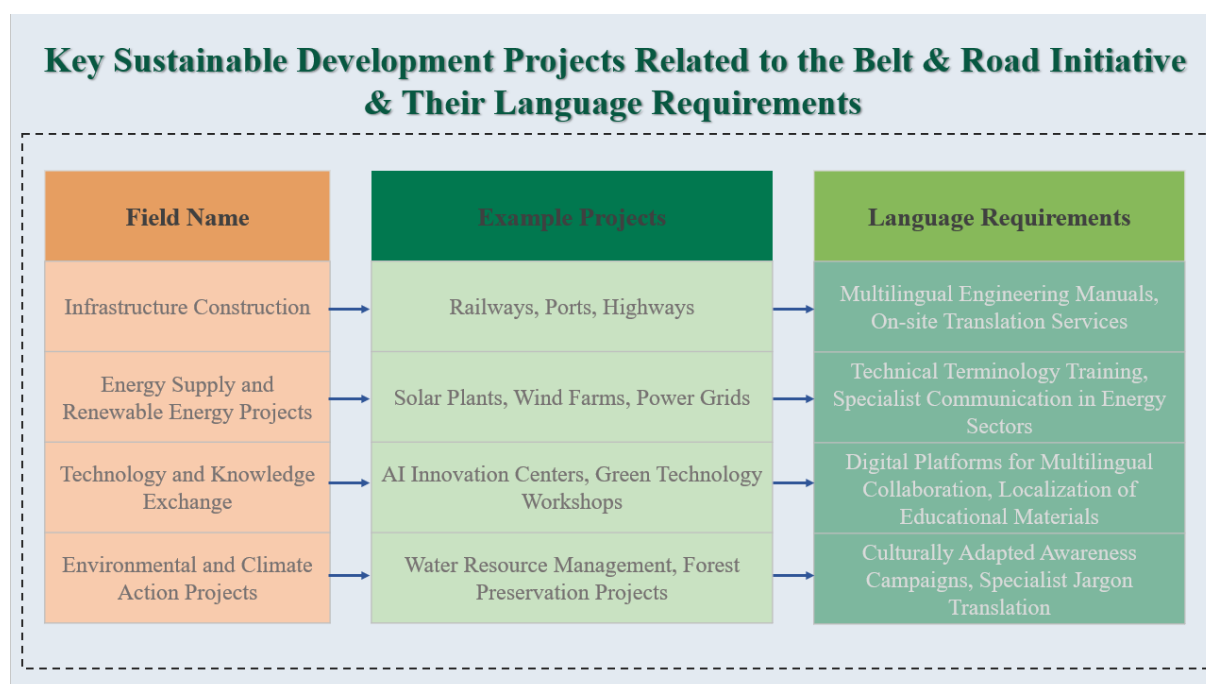 Key Sustainable Development Projects Related to the Belt & Road Initiative
& Their Language Requirements
Field Name
Example Projects
Language Requirements
Infrastructure Construction
Railways, Ports, Highways
Multilingual Engineering Manuals,
On-site Translation Services
Energy Supply and
Renewable Energy Projects
Solar Plants, Wind Farms, Power Grids
Technical Terminology Training,
Specialist Communication in Energy
Sectors
Technology and Knowledge
Exchange
AI Innovation Centers, Green Technology
Workshops
Digital Platforms for Multilingual
Collaboration, Localization of
Educational Materials
Environmental and Climate
Action Projects
Water Resource Management, Forest
Preservation Projects
Culturally Adapted Awareness
Campaigns, Specialist Jargon
Translation